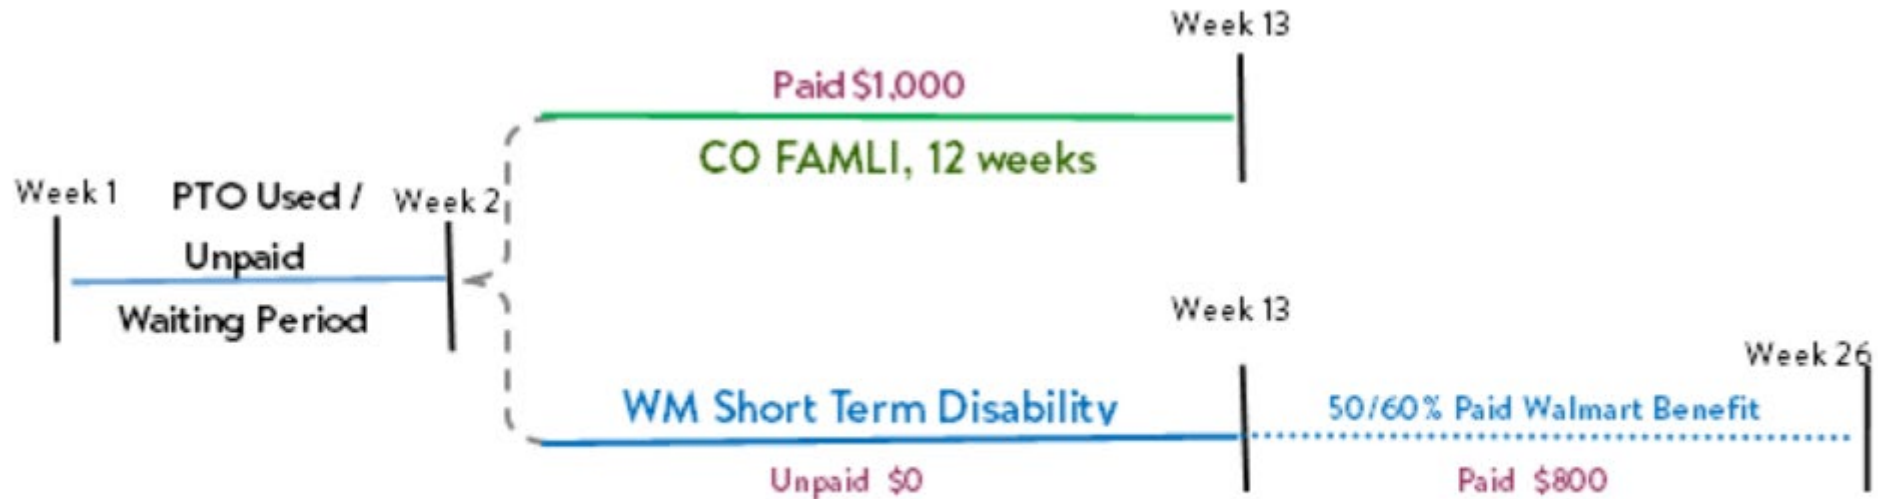 Week 13
Paid $1,000
CO FAMLI, 12 weeks
Week 1
PTO Used /
Week 2
Unpaid
Waiting Period
Week 13
Week 26
WM Short Term Disability
50/60% Paid Walmart Benefit
Unpaid $0
Paid $800